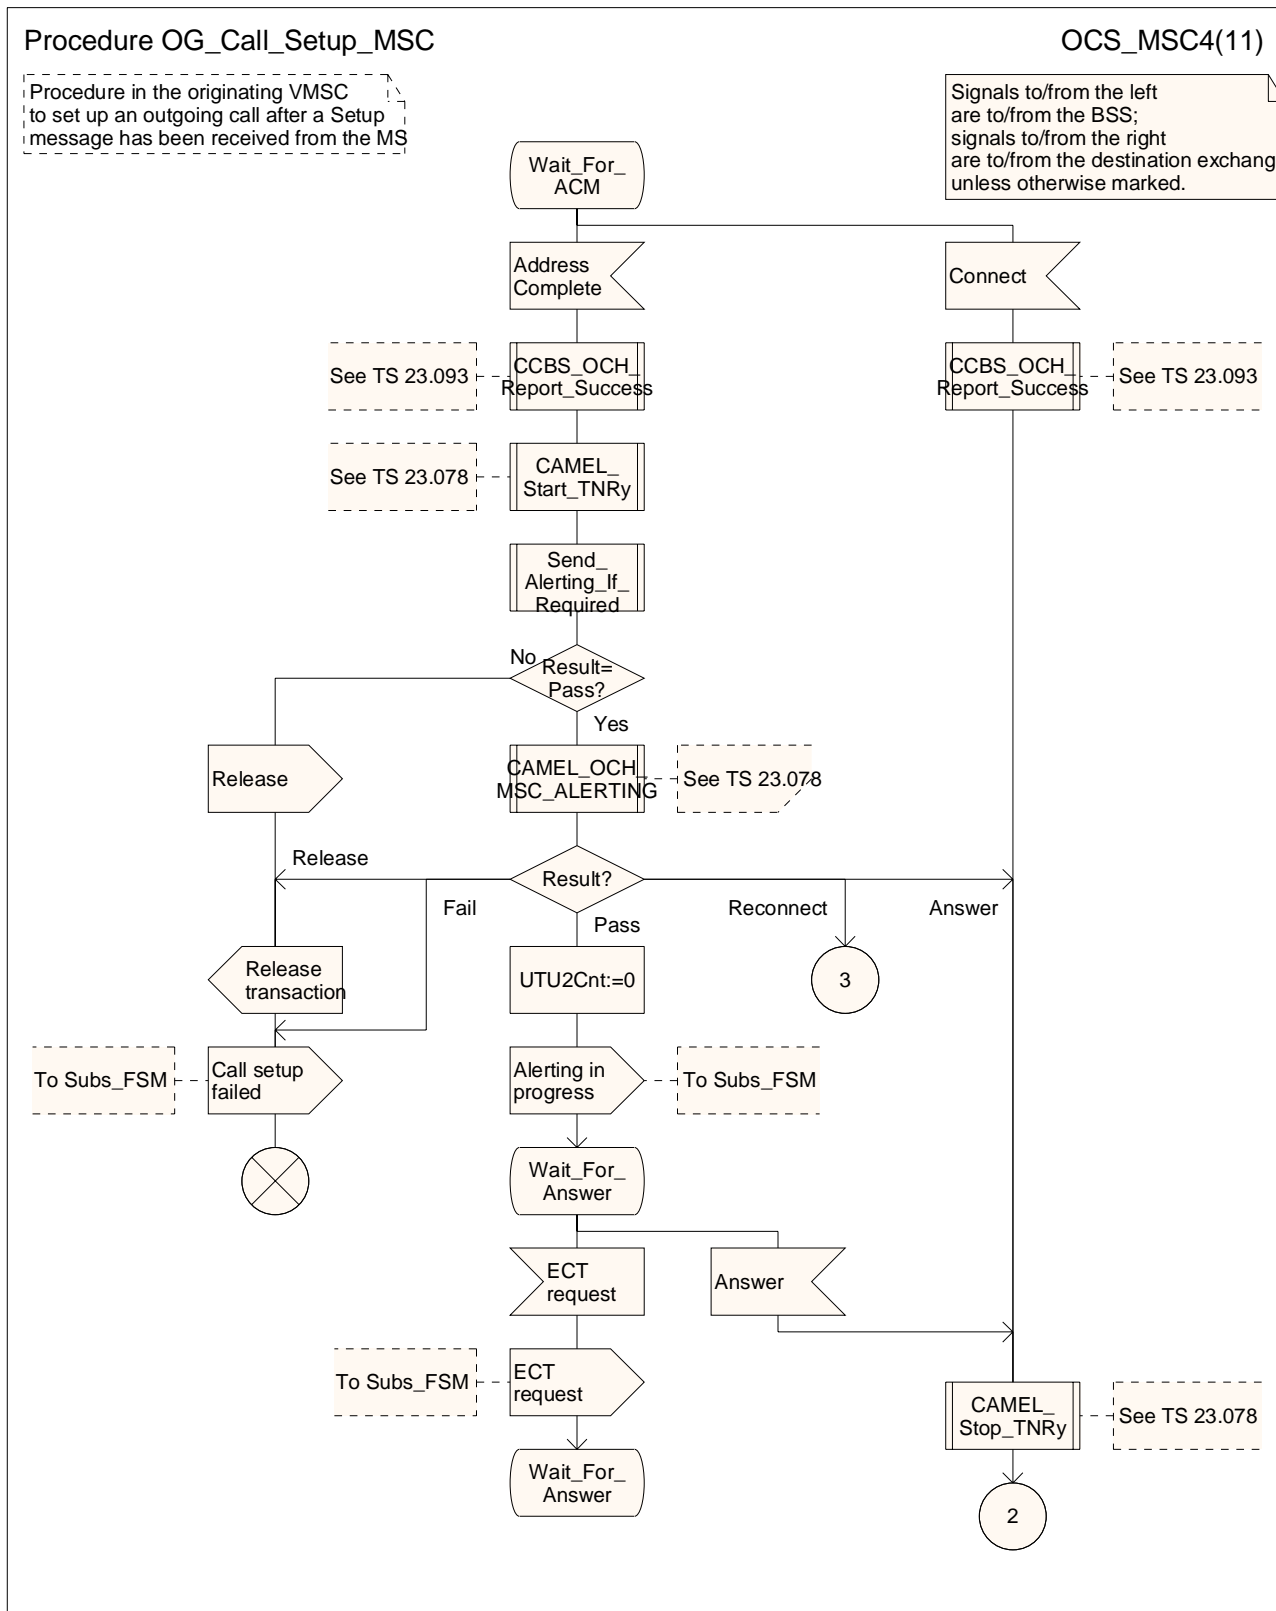 Procedure OG_Call_Setup_MSC
OCS_MSC4(11)
Procedure in the originating VMSC
to set up an outgoing call after a Setup
message has been received from the MS
Signals to/from the left
are to/from the BSS;
signals to/from the right
are to/from the destination exchang
unless otherwise marked.
Wait_For_
ACM
Address
Complete
Connect
See TS 23.093
CCBS_OCH_
Report_Success
CCBS_OCH_
Report_Success
See TS 23.093
See TS 23.078
CAMEL_
Start_TNRy
Send_
Alerting_If_
Required
No
Result=
Pass?
Yes
Release
CAMEL_OCH_
MSC_ALERTING
See TS 23.078
Release
Result?
Fail
Reconnect
Answer
Pass
Release
transaction
UTU2Cnt:=0
3
To Subs_FSM
Call setup
failed
Alerting in
progress
To Subs_FSM
Wait_For_
Answer
ECT
request
Answer
To Subs_FSM
ECT
request
CAMEL_
Stop_TNRy
See TS 23.078
Wait_For_
Answer
2